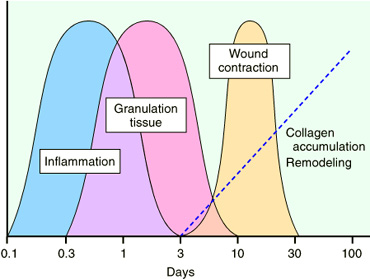 Wound
contraction
Granulation
tissue
Inflammation
Collagen
accumulation
Remodeling
0.1 0.3 1 3 10 30 100
Days